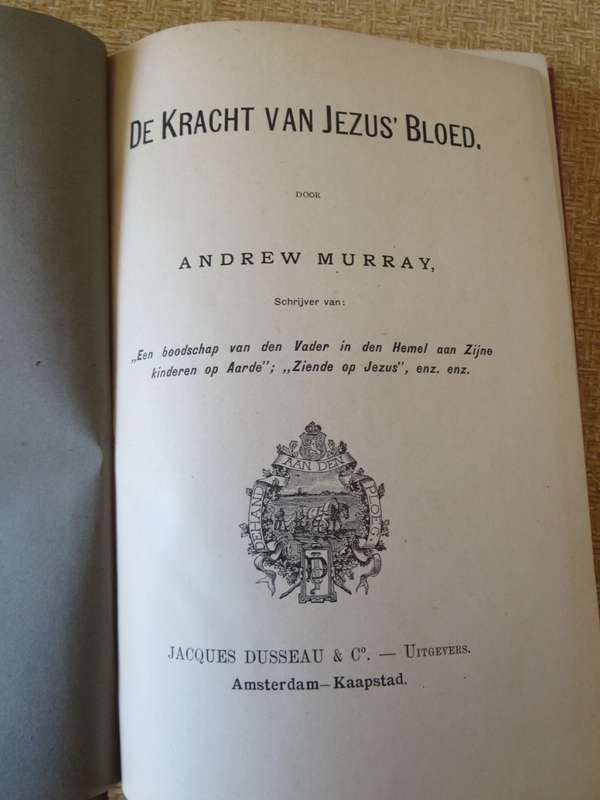 DE KRACHT VAN JEZUS' BLOED.
DOOR
ANDREW MURRAY,
Schrijver van:
„Een boodschap van den Vader in den Hemel aan Zijne
kinderen op Aarde"; „Ziende op Jezus", enz. enz.
AAN DEN
DE HAND
PLOEG
JACQUES DUSSEAU & Cº. — UITGEVERS.
Amsterdam—Kaapstad.